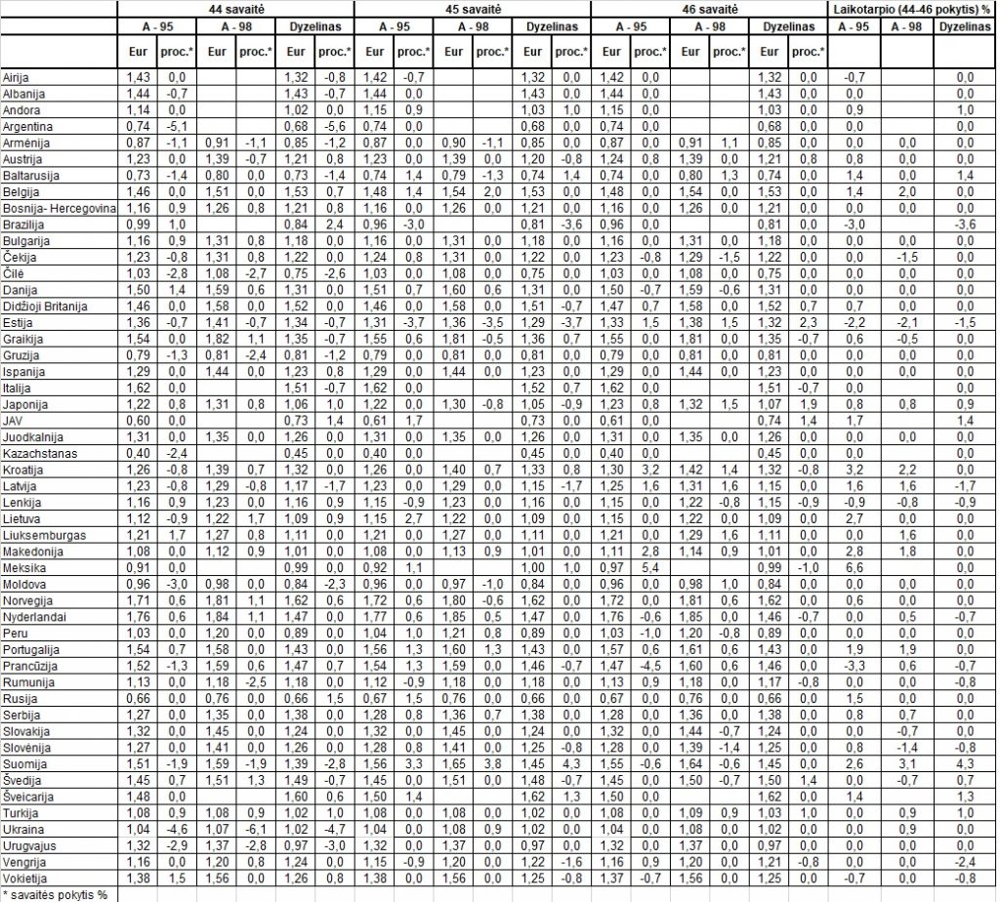 44 savaitė 45 savaitė 46 savaitė Laikotarpio (44-46 pokytis) %
A - 95 A - 98 Dyzelinas A - 95 A - 98 Dyzelinas A - 95 A - 98 Dyzelinas A - 95 A - 98 Dyzelinas
Eur proc.* Eur proc.* Eur proc.* Eur proc.* Eur proc.* Eur proc.* Eur proc.* Eur proc.* Eur proc.*
Airija 1,43 0,0 1,32 -0,8 1,42 -0,7 1,32 0,0 1,42 0,0 1,32 0,0 -0,7 0,0
Albanija 1,44 -0,7 1,43 -0,7 1,44 0,0 1,43 0,0 1,44 0,0 1,43 0,0 0,0 0,0
Andora 1,14 0,0 1,02 0,0 1,15 0,9 1,03 1,0 1,15 0,0 1,03 0,0 0,9 1,0
Argentina 0,74 -5,1 0,68 -5,6 0,74 0,0 0,68 0,0 0,74 0,0 0,68 0,0 0,0 0,0
Armėnija 0,87 -1,1 0,91 -1,1 0,85 -1,2 0,87 0,0 0,90 -1,1 0,85 0,0 0,87 0,0 0,91 1,1 0,85 0,0 0,0 0,0 0,0
Austrija 1,23 0,0 1,39 -0,7 1,21 0,8 1,23 0,0 1,39 0,0 1,20 -0,8 1,24 0,8 1,39 0,0 1,21 0,8 0,8 0,0 0,0
Baltarusija 0,73 -1,4 0,80 0,0 0,73 -1,4 0,74 1,4 0,79 -1,3 0,74 1,4 0,74 0,0 0,80 1,3 0,74 0,0 1,4 0,0 1,4
Belgija 1,46 0,0 1,51 0,0 1,53 0,7 1,48 1,4 1,54 2,0 1,53 0,0 1,48 0,0 1,54 0,0 1,53 0,0 1,4 2,0 0,0
Bosnija- Hercegovina 1,16 0,9 1,26 0,8 1,21 0,8 1,16 0,0 1,26 0,0 1,21 0,0 1,16 0,0 1,26 0,0 1,21 0,0 0,0 0,0 0,0
Brazilija 0,99 1,0 0,84 2,4 0,96 -3,0 0,81 -3,6 0,96 0,0 0,81 0,0 -3,0 -3,6
Bulgarija 1,16 0,9 1,31 0,8 1,18 0,0 1,16 0,0 1,31 0,0 1,18 0,0 1,16 0,0 1,31 0,0 1,18 0,0 0,0 0,0 0,0
Čekija 1,23 -0,8 1,31 0,8 1,22 0,0 1,24 0,8 1,31 0,0 1,22 0,0 1,23 -0,8 1,29 -1,5 1,22 0,0 0,0 -1,5 0,0
Čilė 1,03 -2,8 1,08 -2,7 0,75 -2,6 1,03 0,0 1,08 0,0 0,75 0,0 1,03 0,0 1,08 0,0 0,75 0,0 0,0 0,0 0,0
Danija 1,50 1,4 1,59 0,6 1,31 0,0 1,51 0,7 1,60 0,6 1,31 0,0 1,50 -0,7 1,59 -0,6 1,31 0,0 0,0 0,0 0,0
Didžioji Britanija 1,46 0,0 1,58 0,0 1,52 0,0 1,46 0,0 1,58 0,0 1,51 -0,7 1,47 0,7 1,58 0,0 1,52 0,7 0,7 0,0 0,0
Estija 1,36 -0,7 1,41 -0,7 1,34 -0,7 1,31 -3,7 1,36 -3,5 1,29 -3,7 1,33 1,5 1,38 1,5 1,32 2,3 -2,2 -2,1 -1,5
Graikija 1,54 0,0 1,82 1,1 1,35 -0,7 1,55 0,6 1,81 -0,5 1,36 0,7 1,55 0,0 1,81 0,0 1,35 -0,7 0,6 -0,5 0,0
Gruzija 0,79 -1,3 0,81 -2,4 0,81 -1,2 0,79 0,0 0,81 0,0 0,81 0,0 0,79 0,0 0,81 0,0 0,81 0,0 0,0 0,0 0,0
Ispanija 1,29 0,0 1,44 0,0 1,23 0,8 1,29 0,0 1,44 0,0 1,23 0,0 1,29 0,0 1,44 0,0 1,23 0,0 0,0 0,0 0,0
Italija 1,62 0,0 1,51 -0,7 1,62 0,0 1,52 0,7 1,62 0,0 1,51 -0,7 0,0 0,0
Japonija 1,22 0,8 1,31 0,8 1,06 1,0 1,22 0,0 1,30 -0,8 1,05 -0,9 1,23 0,8 1,32 1,5 1,07 1,9 0,8 0,8 0,9
JAV 0,60 0,0 0,73 1,4 0,61 1,7 0,73 0,0 0,61 0,0 0,74 1,4 1,7 1,4
Juodkalnija 1,31 0,0 1,35 0,0 1,26 0,0 1,31 0,0 1,35 0,0 1,26 0,0 1,31 0,0 1,35 0,0 1,26 0,0 0,0 0,0 0,0
Kazachstanas 0,40 -2,4 0,45 0,0 0,40 0,0 0,45 0,0 0,40 0,0 0,45 0,0 0,0 0,0
Kroatija 1,26 -0,8 1,39 0,7 1,32 0,0 1,26 0,0 1,40 0,7 1,33 0,8 1,30 3,2 1,42 1,4 1,32 -0,8 3,2 2,2 0,0
Latvija 1,23 -0,8 1,29 -0,8 1,17 -1,7 1,23 0,0 1,29 0,0 1,15 -1,7 1,25 1,6 1,31 1,6 1,15 0,0 1,6 1,6 -1,7
Lenkija 1,16 0,9 1,23 0,0 1,16 0,9 1,15 -0,9 1,23 0,0 1,16 0,0 1,15 0,0 1,22 -0,8 1,15 -0,9 -0,9 -0,8 -0,9
Lietuva 1,12 -0,9 1,22 1,7 1,09 0,9 1,15 2,7 1,22 0,0 1,09 0,0 1,15 0,0 1,22 0,0 1,09 0,0 2,7 0,0 0,0
Liuksemburgas 1,21 1,7 1,27 0,8 1,11 0,0 1,21 0,0 1,27 0,0 1,11 0,0 1,21 0,0 1,29 1,6 1,11 0,0 0,0 1,6 0,0
Makedonija 1,08 0,0 1,12 0,9 1,01 0,0 1,08 0,0 1,13 0,9 1,01 0,0 1,11 2,8 1,14 0,9 1,01 0,0 2,8 1,8 0,0
Meksika 0,91 0,0 0,99 0,0 0,92 1,1 1,00 1,0 0,97 5,4 0,99 -1,0 6,6 0,0
Moldova 0,96 -3,0 0,98 0,0 0,84 -2,3 0,96 0,0 0,97 -1,0 0,84 0,0 0,96 0,0 0,98 1,0 0,84 0,0 0,0 0,0 0,0
Norvegija 1,71 0,6 1,81 1,1 1,62 0,6 1,72 0,6 1,80 -0,6 1,62 0,0 1,72 0,0 1,81 0,6 1,62 0,0 0,6 0,0 0,0
Nyderlandai 1,76 0,6 1,84 1,1 1,47 0,0 1,77 0,6 1,85 0,5 1,47 0,0 1,76 -0,6 1,85 0,0 1,46 -0,7 0,0 0,5 -0,7
Peru 1,03 0,0 1,20 0,0 0,89 0,0 1,04 1,0 1,21 0,8 0,89 0,0 1,03 -1,0 1,20 -0,8 0,89 0,0 0,0 0,0 0,0
Portugalija 1,54 0,7 1,58 0,0 1,43 0,0 1,56 1,3 1,60 1,3 1,43 0,0 1,57 0,6 1,61 0,6 1,43 0,0 1,9 1,9 0,0
Prancūzija 1,52 -1,3 1,59 0,6 1,47 0,7 1,54 1,3 1,59 0,0 1,46 -0,7 1,47 -4,5 1,60 0,6 1,46 0,0 -3,3 0,6 -0,7
Rumunija 1,13 0,0 1,18 -2,5 1,18 0,0 1,12 -0,9 1,18 0,0 1,18 0,0 1,13 0,9 1,18 0,0 1,17 -0,8 0,0 0,0 -0,8
Rusija 0,66 0,0 0,76 0,0 0,66 1,5 0,67 1,5 0,76 0,0 0,66 0,0 0,67 0,0 0,76 0,0 0,66 0,0 1,5 0,0 0,0
Serbija 1,27 0,0 1,35 0,0 1,38 0,0 1,28 0,8 1,36 0,7 1,38 0,0 1,28 0,0 1,36 0,0 1,38 0,0 0,8 0,7 0,0
Slovakija 1,32 0,0 1,45 0,0 1,24 0,0 1,32 0,0 1,45 0,0 1,24 0,0 1,32 0,0 1,44 -0,7 1,24 0,0 0,0 -0,7 0,0
Slovėnija 1,27 0,0 1,41 0,0 1,26 0,0 1,28 0,8 1,41 0,0 1,25 -0,8 1,28 0,0 1,39 -1,4 1,25 0,0 0,8 -1,4 -0,8
Suomija 1,51 -1,9 1,59 -1,9 1,39 -2,8 1,56 3,3 1,65 3,8 1,45 4,3 1,55 -0,6 1,64 -0,6 1,45 0,0 2,6 3,1 4,3
Švedija 1,45 0,7 1,51 1,3 1,49 -0,7 1,45 0,0 1,51 0,0 1,48 -0,7 1,45 0,0 1,50 -0,7 1,50 1,4 0,0 -0,7 0,7
Šveicarija 1,48 0,0 1,60 0,6 1,50 1,4 1,62 1,3 1,50 0,0 1,62 0,0 1,4 1,3
Turkija 1,08 0,9 1,08 0,9 1,02 1,0 1,08 0,0 1,08 0,0 1,02 0,0 1,08 0,0 1,09 0,9 1,03 1,0 0,0 0,9 1,0
Ukraina 1,04 -4,6 1,07 -6,1 1,02 -4,7 1,04 0,0 1,08 0,9 1,02 0,0 1,04 0,0 1,08 0,0 1,02 0,0 0,0 0,9 0,0
Urugvajus 1,32 -2,9 1,37 -2,8 0,97 -3,0 1,32 0,0 1,37 0,0 0,97 0,0 1,32 0,0 1,37 0,0 0,97 0,0 0,0 0,0 0,0
Vengrija 1,16 0,0 1,20 0,8 1,24 0,0 1,15 -0,9 1,20 0,0 1,22 -1,6 1,16 0,9 1,20 0,0 1,21 -0,8 0,0 0,0 -2,4
Vokietija 1,38 1,5 1,56 0,0 1,26 0,8 1,38 0,0 1,56 0,0 1,25 -0,8 1,37 -0,7 1,56 0,0 1,25 0,0 -0,7 0,0 -0,8
* savaitės pokytis %